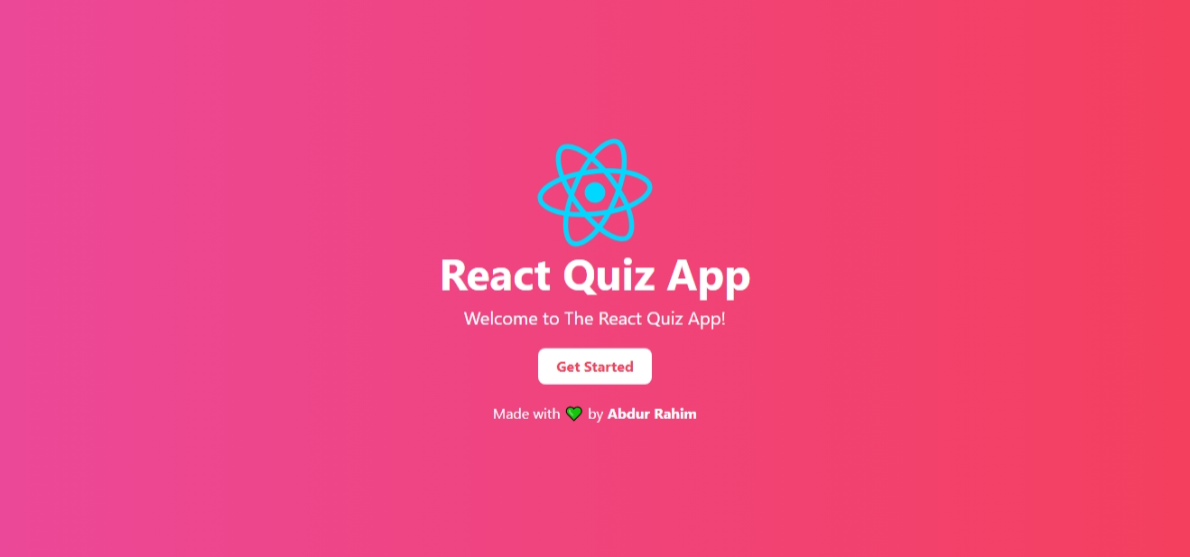 React Quiz App
Welcome to The React Quiz App!
Get Started
Made with 💚 by Abdur Rahim